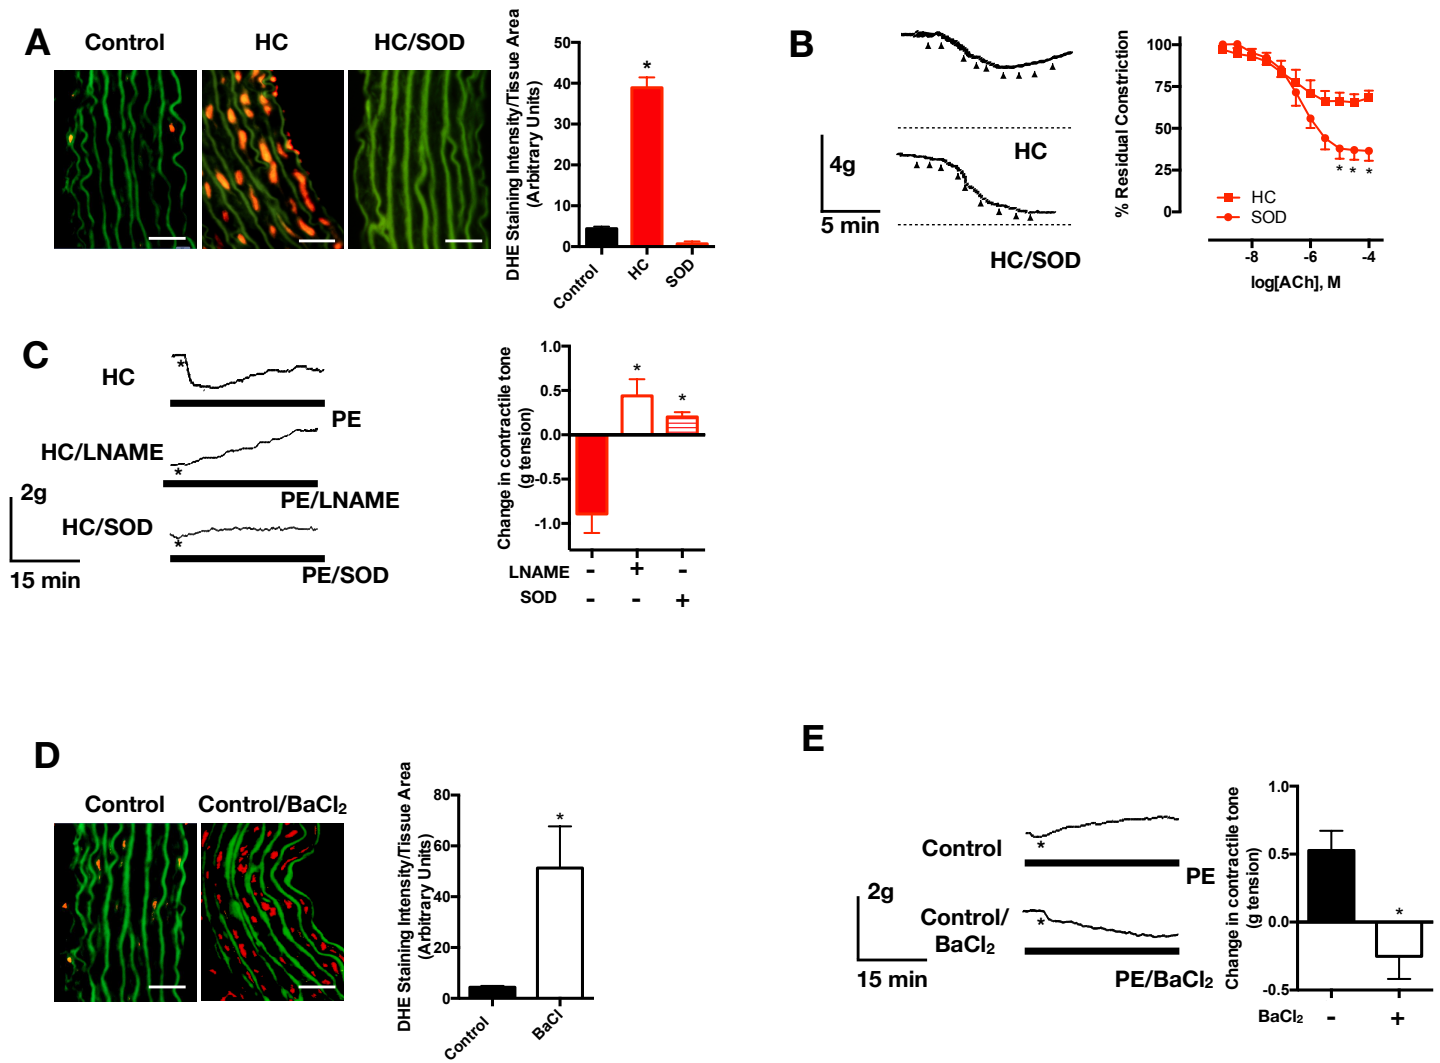 A
Control
HC
HC/SOD
DHE Staining Intensity/Tissue Area
(Arbitrary Units)
50
40
30
20
10
0
*
Control
HC
SOD
B
HC
4g
5 min
HC/SOD
% Residual Constriction
100
75
50
25
0
* * *
HC
SOD
-8
-6
-4
log[ACh], M
C
HC
*
PE
HC/LNAME
*
PE/LNAME
2g
HC/SOD
*
PE/SOD
15 min
Change in contractile tone
(g tension)
1.0
0.5
0.0
-0.5
-1.0
*
*
LNAME - + -
SOD - - +
D
Control
Control/BaCl₂
DHE Staining Intensity/Tissue Area
(Arbitrary Units)
80
60
40
20
0
*
Control
BaCl
E
Control
*
PE
2g
Control/
BaCl₂
*
PE/BaCl₂
15 min
Change in contractile tone
(g tension)
1.0
0.5
0.0
-0.5
*
BaCl₂ - +